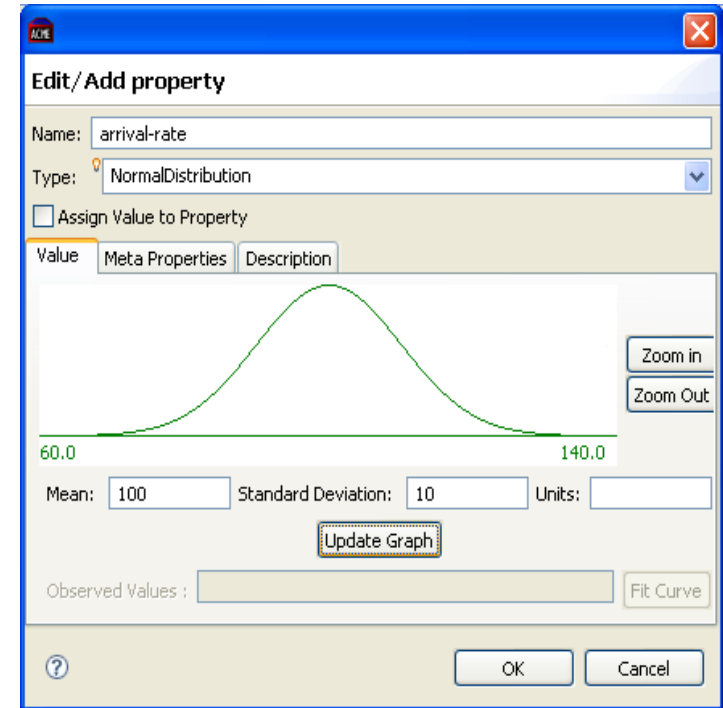 ACME
Edit/Add property
Name: arrival-rate
Type: NormalDistribution
Assign Value to Property
Value Meta Properties Description
Zoom in
Zoom Out
60.0 140.0
Mean: 100 Standard Deviation: 10 Units:
Update Graph
Observed Values : Fit Curve
? OK Cancel